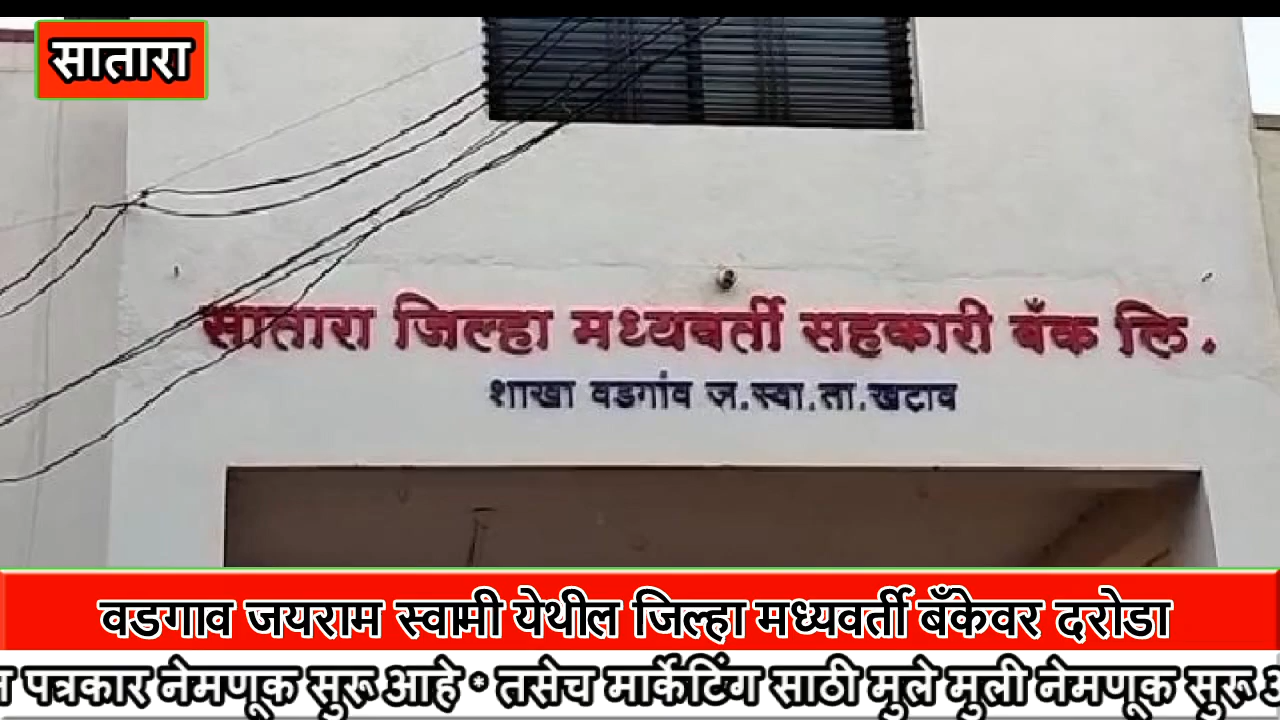 सातारा
सातारा जिल्हा मध्यवर्ती सहकारी बँक लि.
शाखा वडगांव ज.स्वा.ता.खटाव
वडगाव जयराम स्वामी येथील जिल्हा मध्यवर्ती बँकेवर दरोडा
पत्रकार नेमणूक सुरू आहे * तसेच मार्केटिंग साठी मुले मुली नेमणूक सुरू